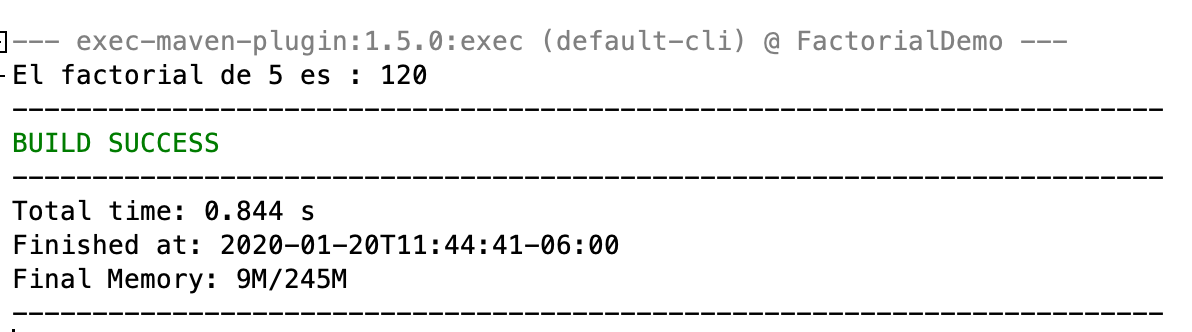 --- exec-maven-plugin:1.5.0:exec (default-cli) @ FactorialDemo ---
El factorial de 5 es : 120
------------------------------------------------------------------------
BUILD SUCCESS
------------------------------------------------------------------------
Total time: 0.844 s
Finished at: 2020-01-20T11:44:41-06:00
Final Memory: 9M/245M
------------------------------------------------------------------------